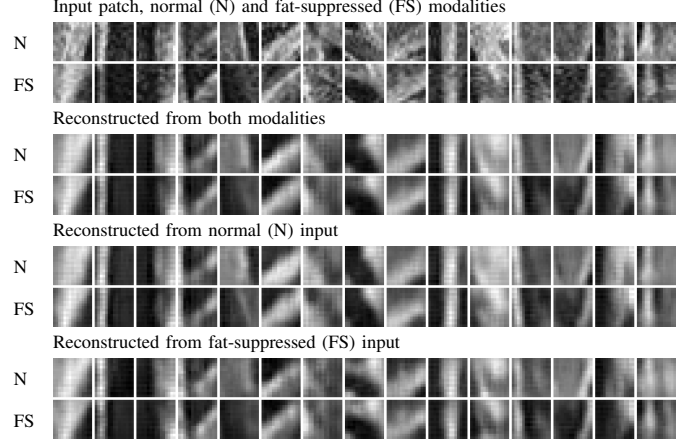 Input patch, normal (N) and fat-suppressed (FS) modalities
N
FS
Reconstructed from both modalities
N
FS
Reconstructed from normal (N) input
N
FS
Reconstructed from fat-suppressed (FS) input
N
FS